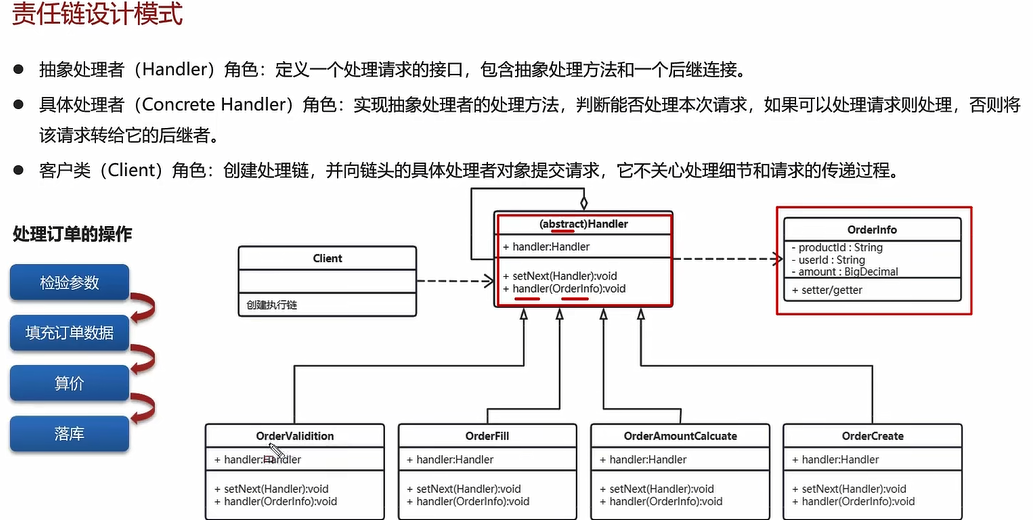 责任链设计模式
抽象处理者（Handler）角色：定义一个处理请求的接口，包含抽象处理方法和一个后继连接。
具体处理者（Concrete Handler）角色：实现抽象处理者的处理方法，判断能否处理本次请求，如果可以处理请求则处理，否则将
该请求转给它的后继者。
客户类（Client）角色：创建处理链，并向链头的具体处理者对象提交请求，它不关心处理细节和请求的传递过程。
处理订单的操作
检验参数
填充订单数据
算价
落库
Client
创建执行链
(abstract)Handler
+ handler:Handler
+ setNext(Handler):void
+ handler(OrderInfo):void
OrderInfo
- productId : String
- userId : String
- amount : BigDecimal
+ setter/getter
OrderValidition
+ handler:Handler
+ setNext(Handler):void
+ handler(OrderInfo):void
OrderFill
+ handler:Handler
+ setNext(Handler):void
+ handler(OrderInfo):void
OrderAmountCalcuate
+ handler:Handler
+ setNext(Handler):void
+ handler(OrderInfo):void
OrderCreate
+ handler:Handler
+ setNext(Handler):void
+ handler(OrderInfo):void